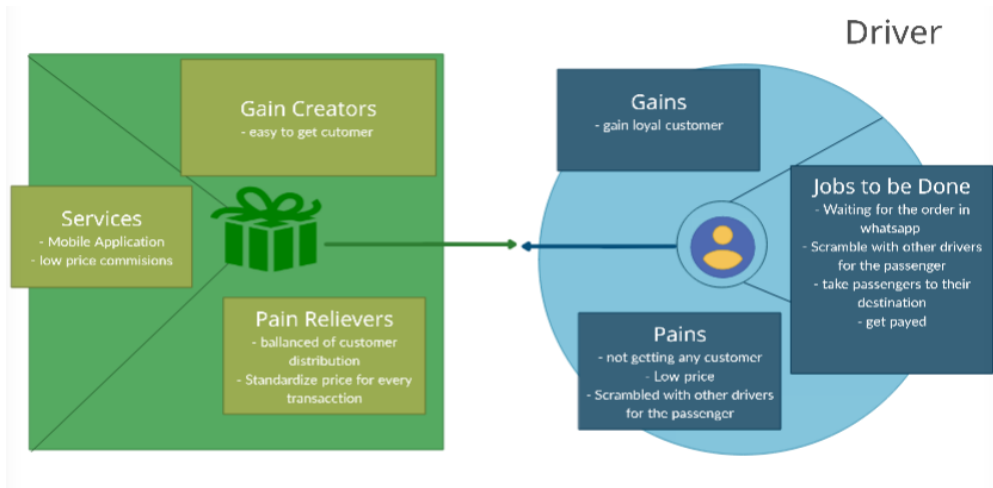 Driver
Gain Creators
- easy to get cutomer
Services
- Mobile Application
- low price commisions
Pain Relievers
- ballanced of customer
distribution
- Standardize price for every
transacction
Gains
- gain loyal customer
Jobs to be Done
- Waiting for the order in
whatsapp
- Scramble with other drivers
for the passenger
- take passengers to their
destination
- get payed
Pains
- not getting any customer
- Low price
- Scrambled with other drivers
for the passenger